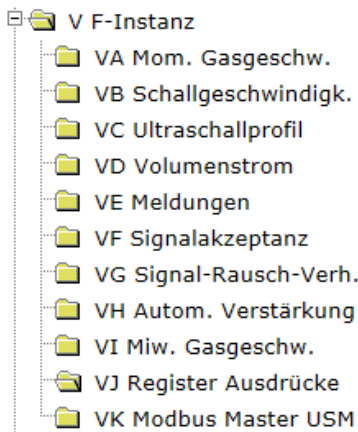 V F-Instanz
VA Mom. Gasgeschw.
VB Schallgeschwindigk.
VC Ultraschallprofil
VD Volumenstrom
VE Meldungen
VF Signalakzeptanz
VG Signal-Rausch-Verh.
VH Autom. Verstärkung
VI Miw. Gasgeschw.
VJ Register Ausdrücke
VK Modbus Master USM